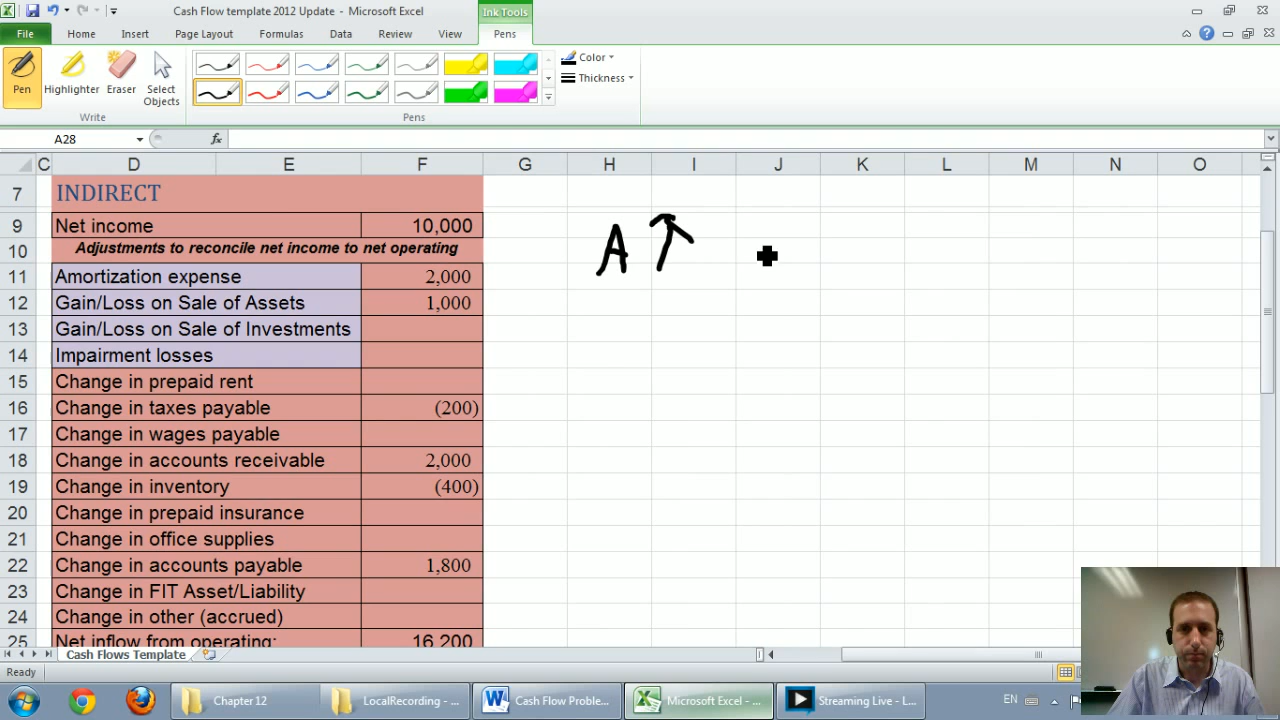 Cash Flow template 2012 Update - Microsoft Excel
Ink Tools
File Home Insert Page Layout Formulas Data Review View Pens
Pen Highlighter Eraser Select Objects
Color
Thickness
Write
Pens
A28
fx
C D E F G H I J K L M N O
7 INDIRECT
9 Net income 10,000
10 Adjustments to reconcile net income to net operating
11 Amortization expense 2,000
12 Gain/Loss on Sale of Assets 1,000
13 Gain/Loss on Sale of Investments
14 Impairment losses
15 Change in prepaid rent
16 Change in taxes payable (200)
17 Change in wages payable
18 Change in accounts receivable 2,000
19 Change in inventory (400)
20 Change in prepaid insurance
21 Change in office supplies
22 Change in accounts payable 1,800
23 Change in FIT Asset/Liability
24 Change in other (accrued)
25 Net inflow from operating: 16,200
A ↑
Cash Flows Template
Ready
Chapter 12
LocalRecording - ...
Cash Flow Proble...
Microsoft Excel - ...
Streaming Live - L...
EN